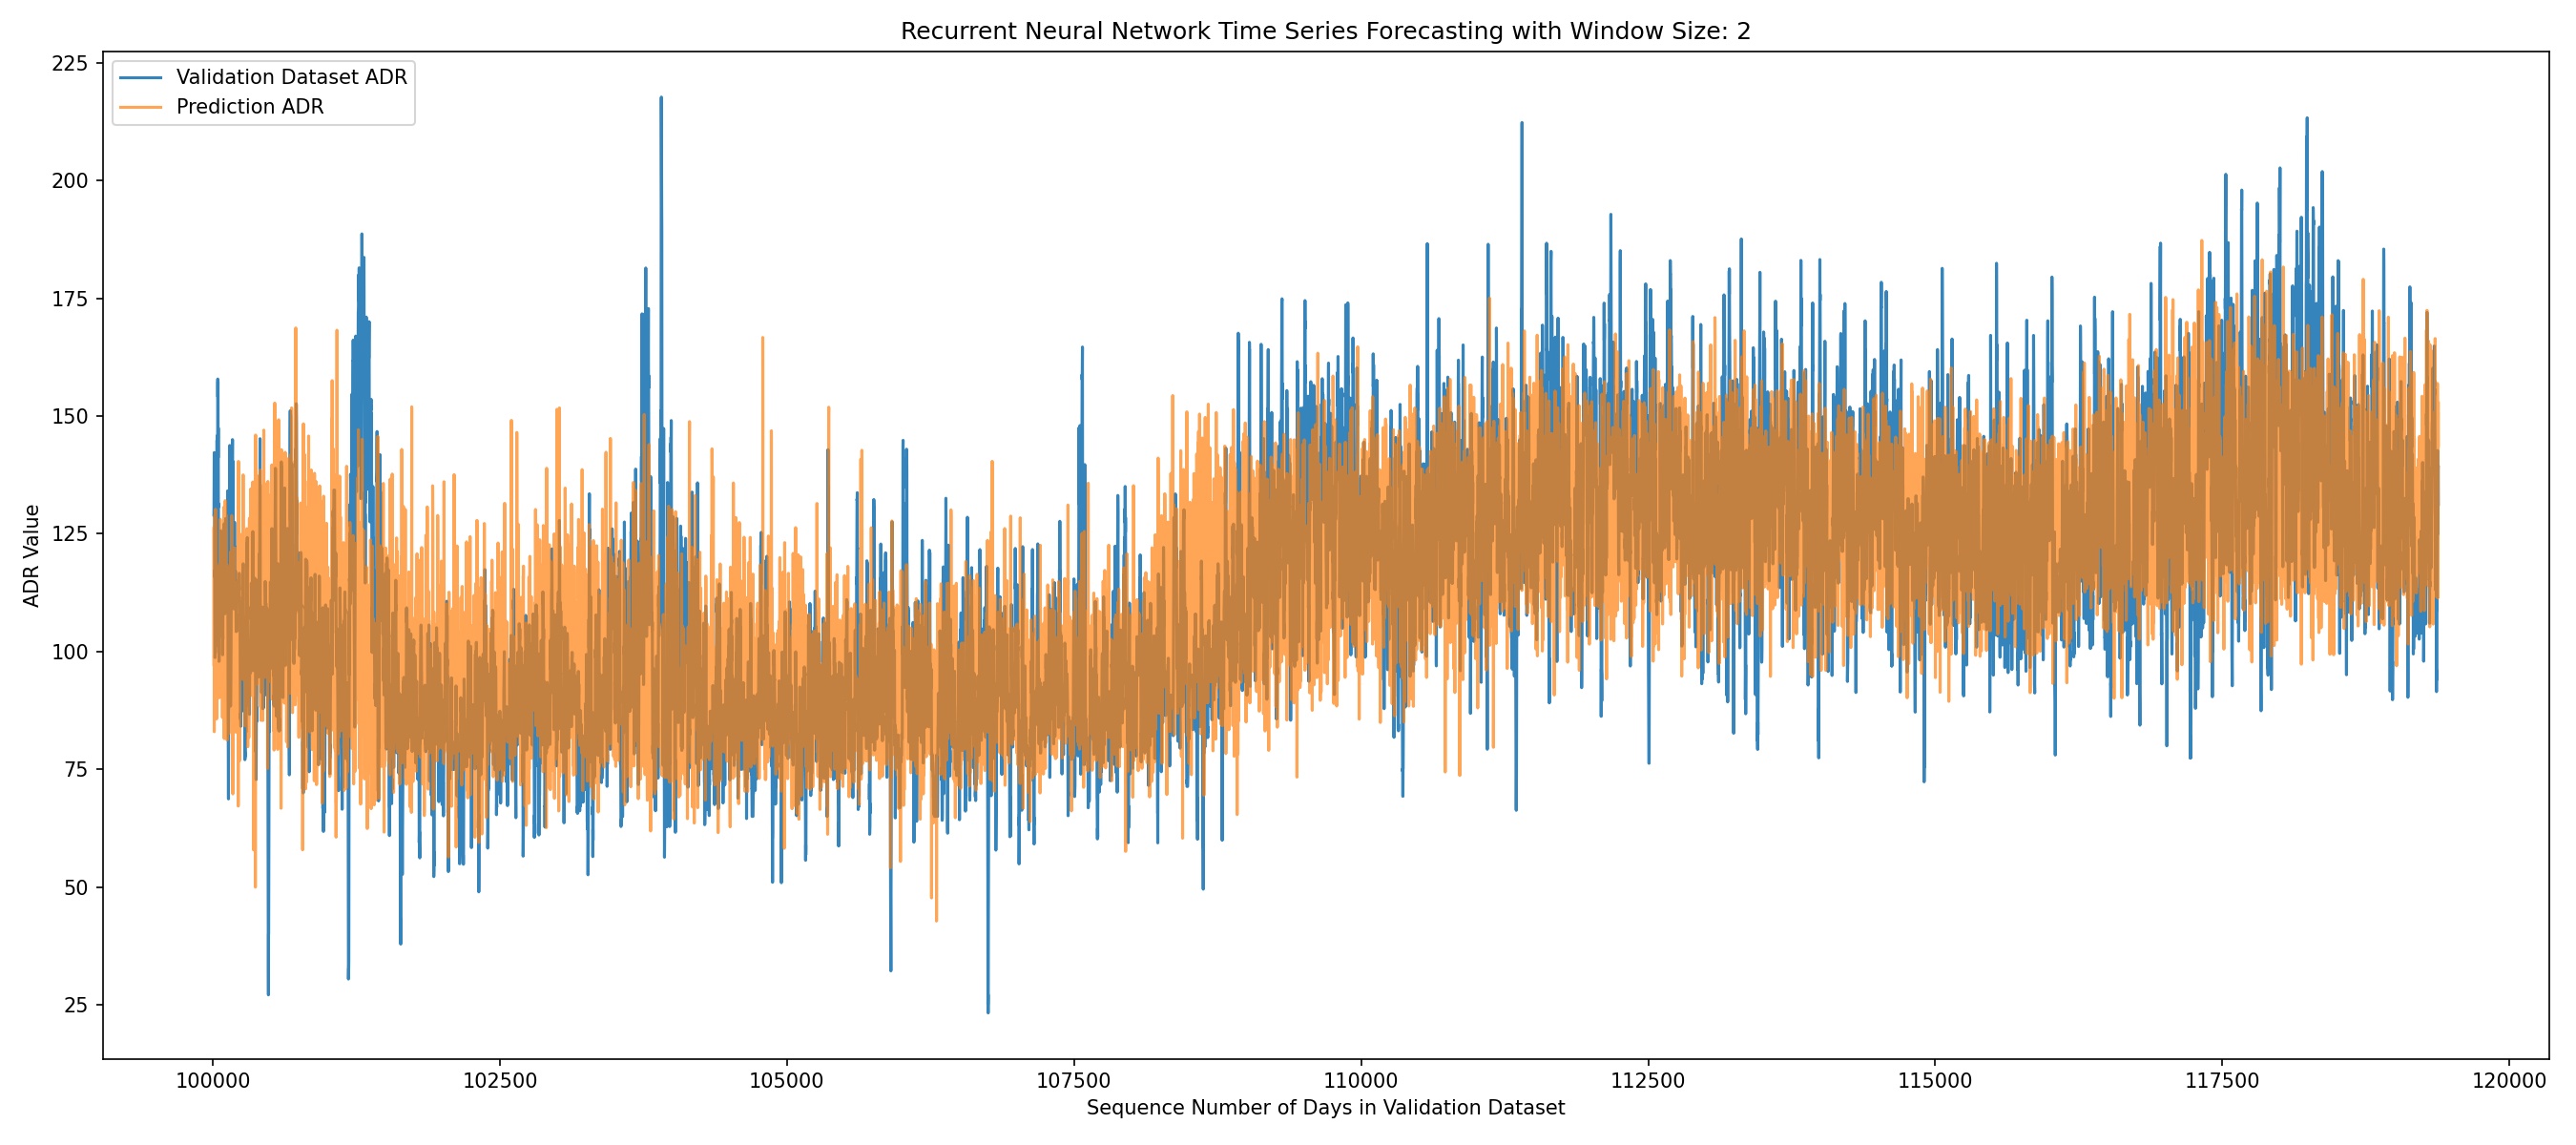 Recurrent Neural Network Time Series Forecasting with Window Size: 2
Validation Dataset ADR
Prediction ADR
225
200
175
150
125
100
75
50
25
ADR Value
100000 102500 105000 107500 110000 112500 115000 117500 120000
Sequence Number of Days in Validation Dataset